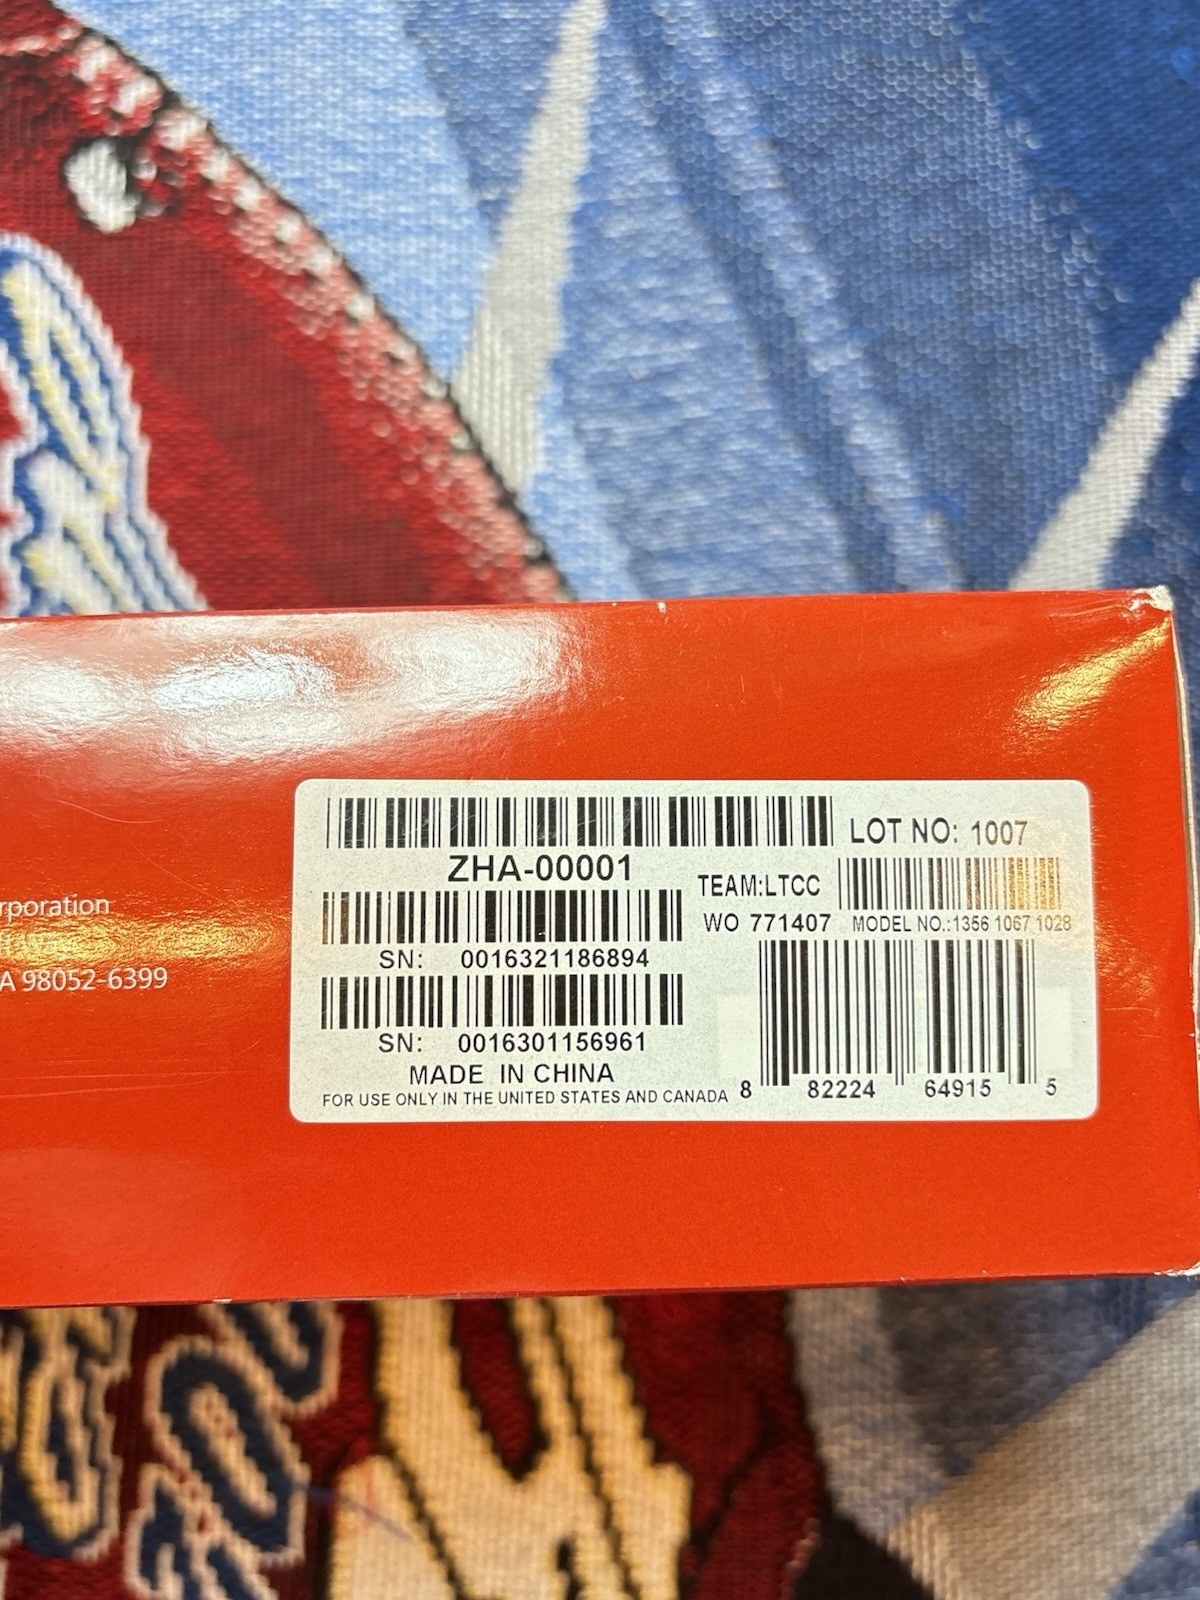 rporation
A 98052-6399
LOT NO: 1007
ZHA-00001
TEAM:LTCC
WO 771407 MODEL NO.:1356 1067 1028
SN: 0016321186894
SN: 0016301156961
MADE IN CHINA
FOR USE ONLY IN THE UNITED STATES AND CANADA
8 82224 64915 5